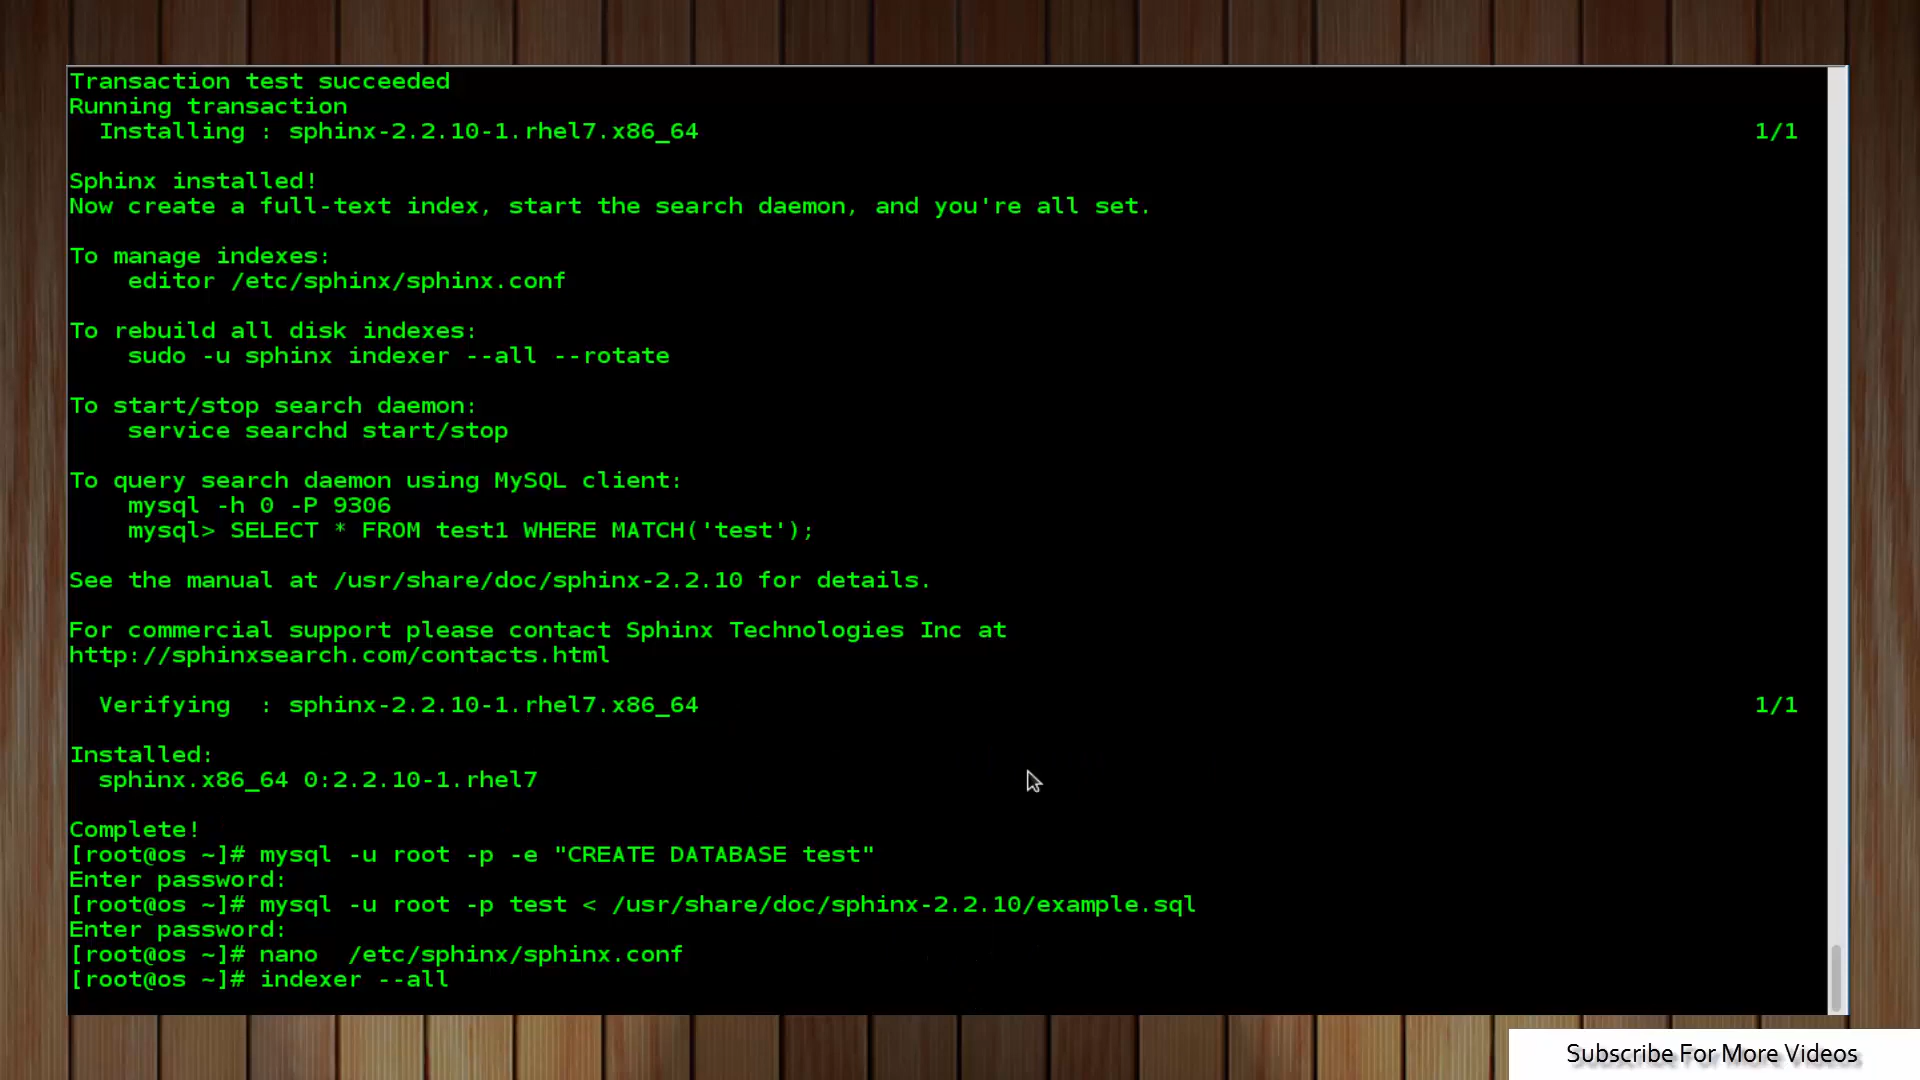 Transaction test succeeded
Running transaction
  Installing : sphinx-2.2.10-1.rhel7.x86_64 1/1
Sphinx installed!
Now create a full-text index, start the search daemon, and you're all set.
To manage indexes:
    editor /etc/sphinx/sphinx.conf
To rebuild all disk indexes:
    sudo -u sphinx indexer --all --rotate
To start/stop search daemon:
    service searchd start/stop
To query search daemon using MySQL client:
    mysql -h 0 -P 9306
    mysql> SELECT * FROM test1 WHERE MATCH('test');
See the manual at /usr/share/doc/sphinx-2.2.10 for details.
For commercial support please contact Sphinx Technologies Inc at
http://sphinxsearch.com/contacts.html
  Verifying  : sphinx-2.2.10-1.rhel7.x86_64 1/1
Installed:
  sphinx.x86_64 0:2.2.10-1.rhel7
Complete!
[root@os ~]# mysql -u root -p -e "CREATE DATABASE test"
Enter password:
[root@os ~]# mysql -u root -p test < /usr/share/doc/sphinx-2.2.10/example.sql
Enter password:
[root@os ~]# nano  /etc/sphinx/sphinx.conf
[root@os ~]# indexer --all
Subscribe For More Videos